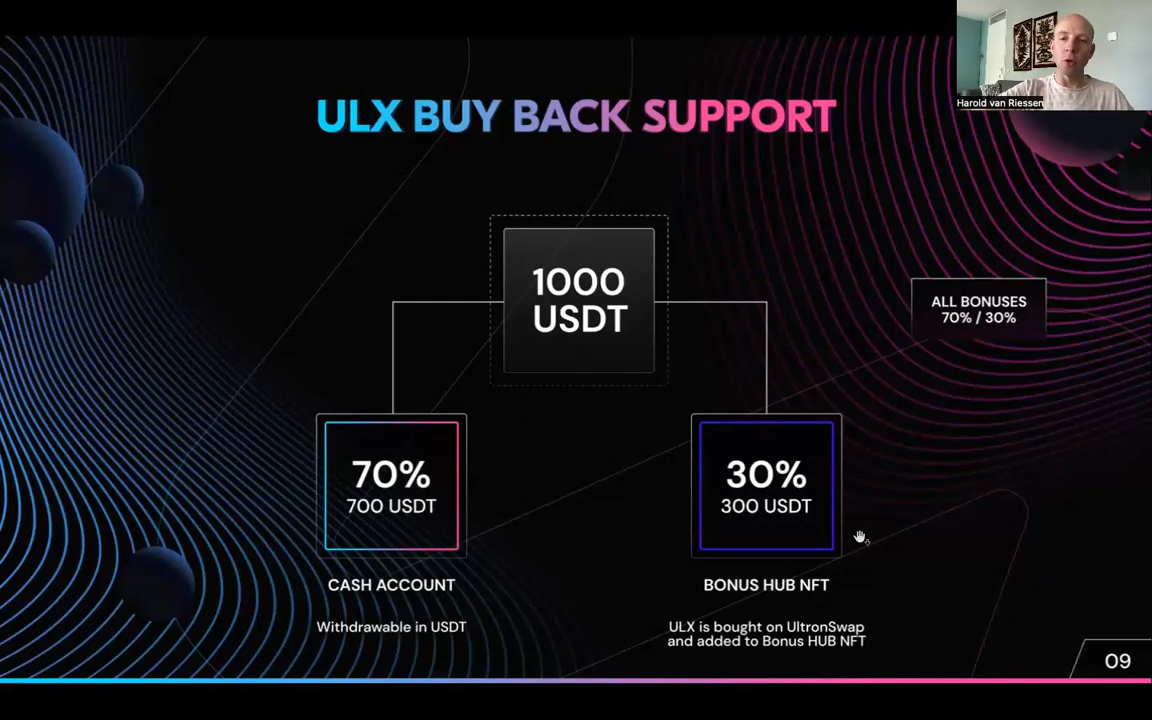 Harold van Riessen
ULX BUY BACK SUPPORT
1000
USDT
ALL BONUSES
70% / 30%
70%
700 USDT
30%
300 USDT
CASH ACCOUNT
BONUS HUB NFT
Withdrawable in USDT
ULX is bought on UltronSwap
and added to Bonus HUB NFT
09